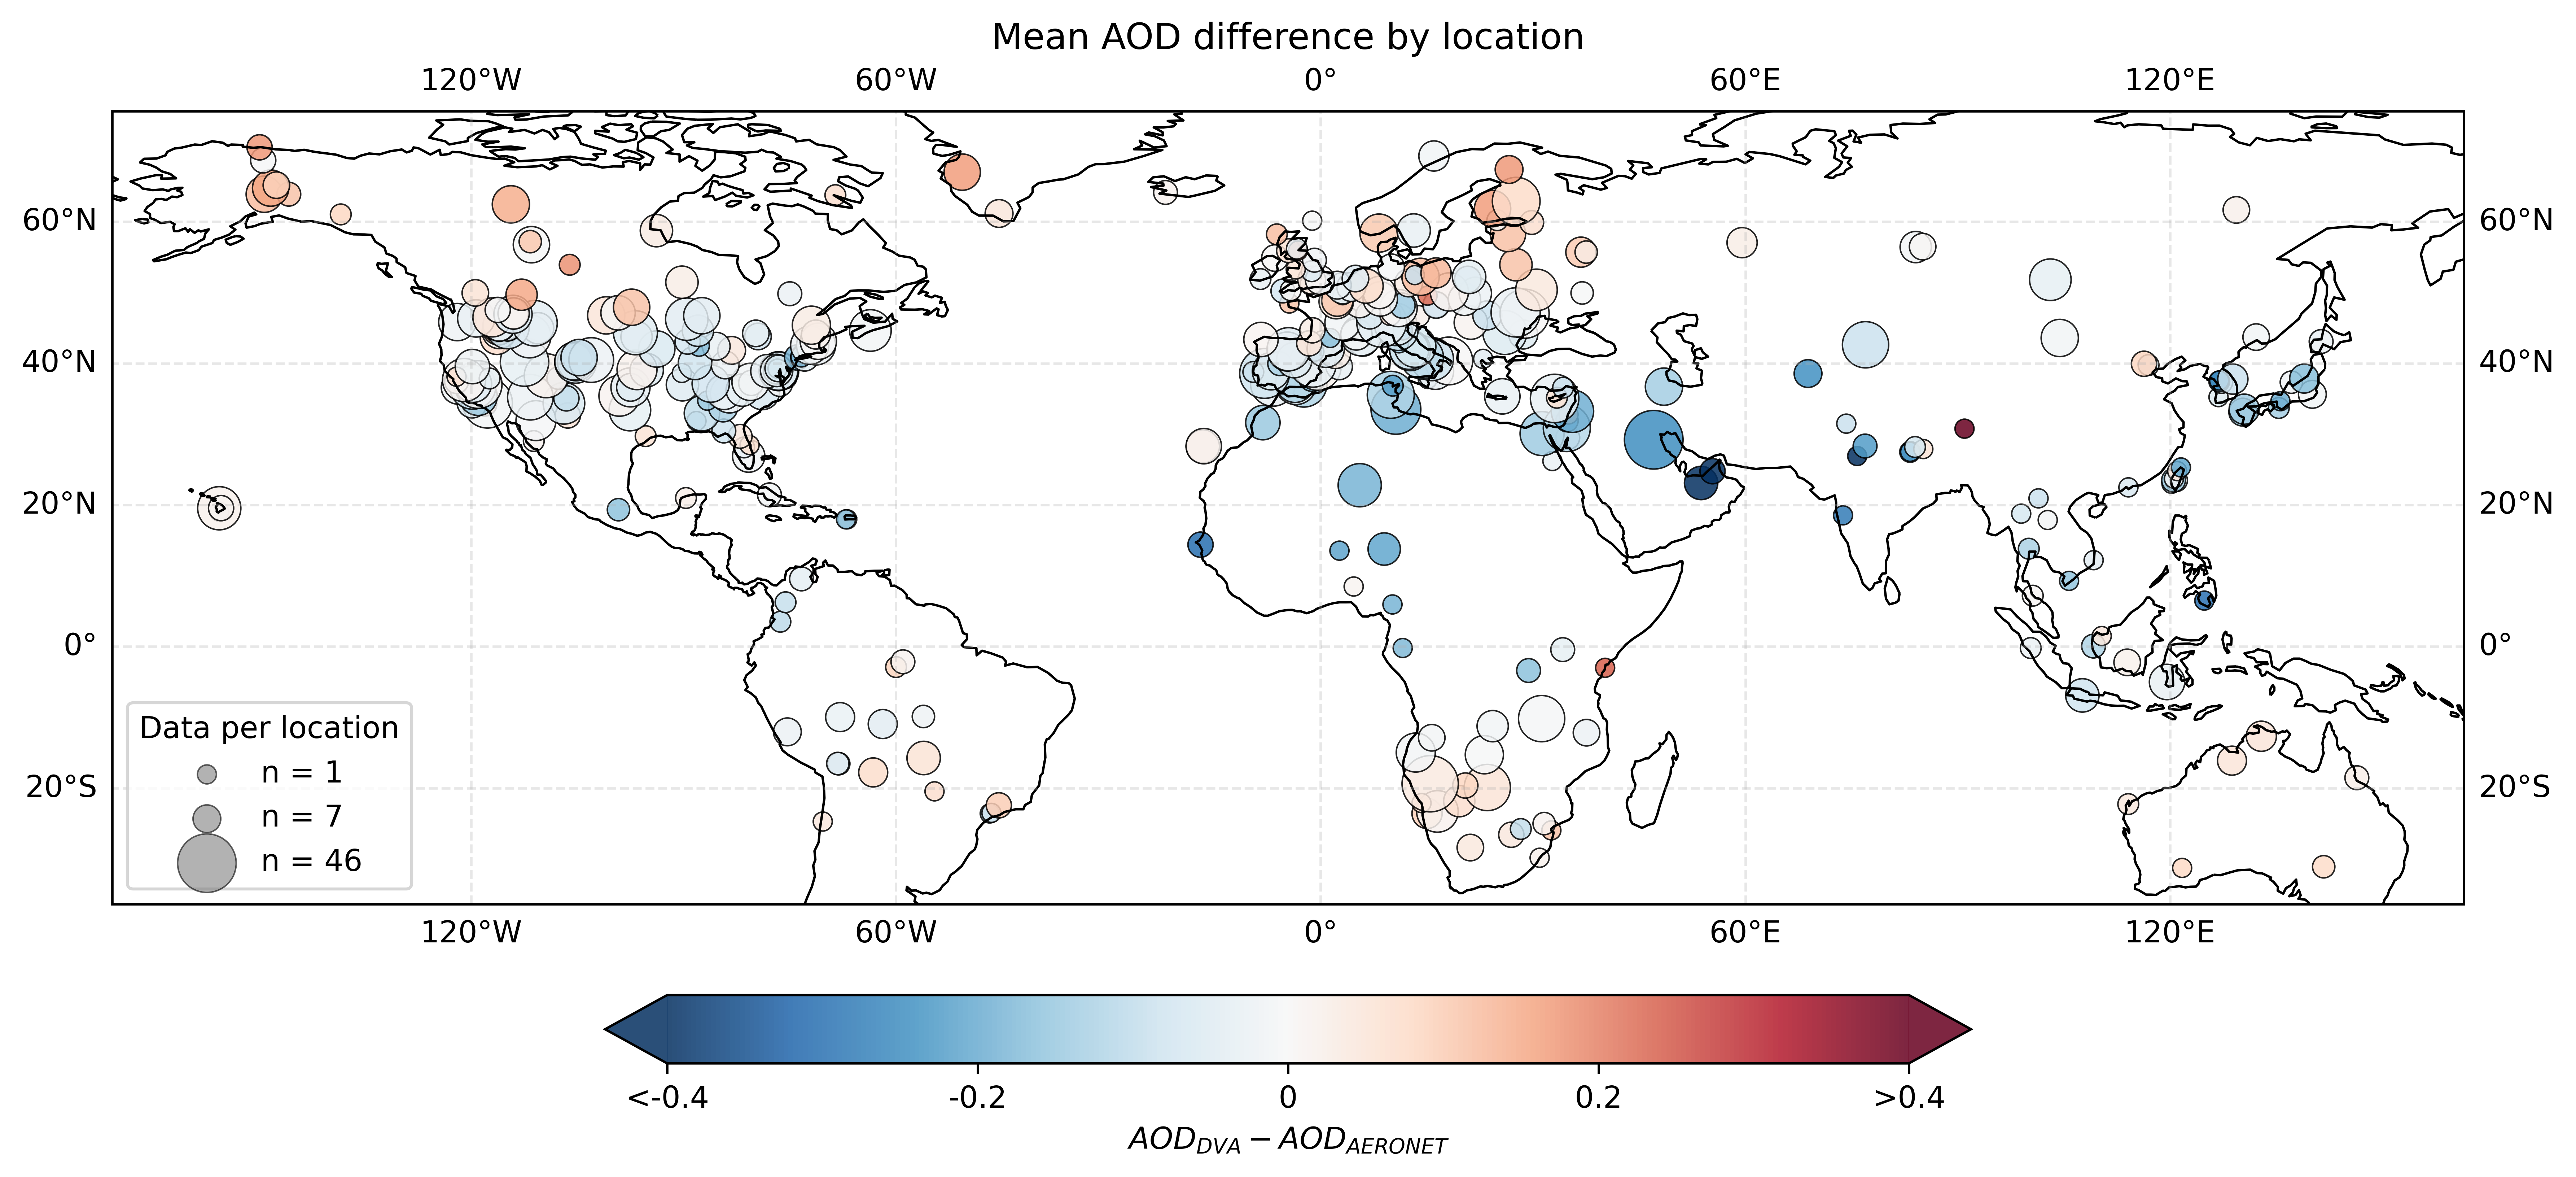 Mean AOD difference by location
120°W 60°W 0° 60°E 120°E
60°N 60°N
40°N 40°N
20°N 20°N
0° 0°
20°S 20°S
Data per location
n = 1
n = 7
n = 46
120°W 60°W 0° 60°E 120°E
<-0.4 -0.2 0 0.2 >0.4
AOD_DVA − AOD_AERONET